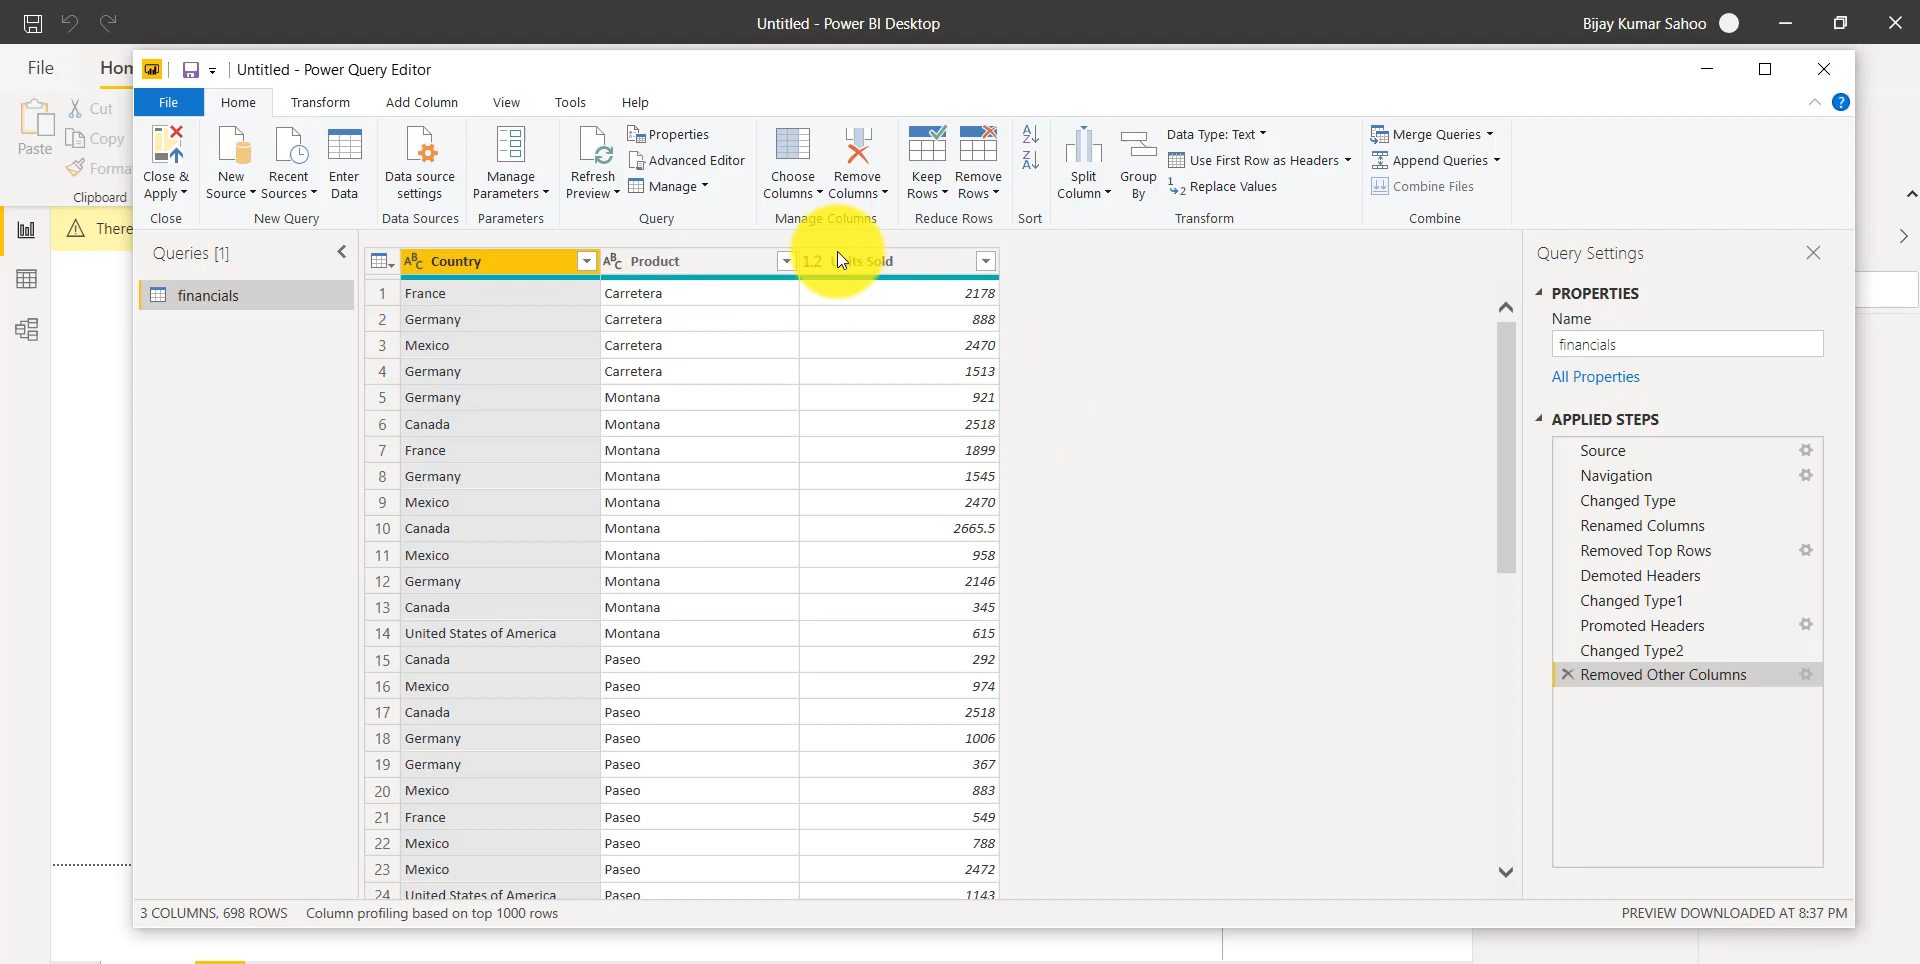 Untitled - Power BI Desktop
Bijay Kumar Sahoo
File
Hom
Paste
Cut
Copy
Forma
Clipboard
There
Untitled - Power Query Editor
File
Home
Transform
Add Column
View
Tools
Help
Close &
Apply
Close
New
Source
Recent
Sources
Enter
Data
New Query
Data source
settings
Data Sources
Manage
Parameters
Parameters
Refresh
Preview
Properties
Advanced Editor
Manage
Query
Choose
Columns
Remove
Columns
Manage Columns
Keep
Rows
Remove
Rows
Reduce Rows
Sort
Split
Column
Group
By
Data Type: Text
Use First Row as Headers
Replace Values
Transform
Merge Queries
Append Queries
Combine Files
Combine
Queries [1]
financials
Country Product 1.2 Units Sold
1 France Carretera 2178
2 Germany Carretera 888
3 Mexico Carretera 2470
4 Germany Carretera 1513
5 Germany Montana 921
6 Canada Montana 2518
7 France Montana 1899
8 Germany Montana 1545
9 Mexico Montana 2470
10 Canada Montana 2665.5
11 Mexico Montana 958
12 Germany Montana 2146
13 Canada Montana 345
14 United States of America Montana 615
15 Canada Paseo 292
16 Mexico Paseo 974
17 Canada Paseo 2518
18 Germany Paseo 1006
19 Germany Paseo 367
20 Mexico Paseo 883
21 France Paseo 549
22 Mexico Paseo 788
23 Mexico Paseo 2472
24 United States of America Paseo 1143
Query Settings
PROPERTIES
Name
financials
All Properties
APPLIED STEPS
Source
Navigation
Changed Type
Renamed Columns
Removed Top Rows
Demoted Headers
Changed Type1
Promoted Headers
Changed Type2
Removed Other Columns
3 COLUMNS, 698 ROWS
Column profiling based on top 1000 rows
PREVIEW DOWNLOADED AT 8:37 PM